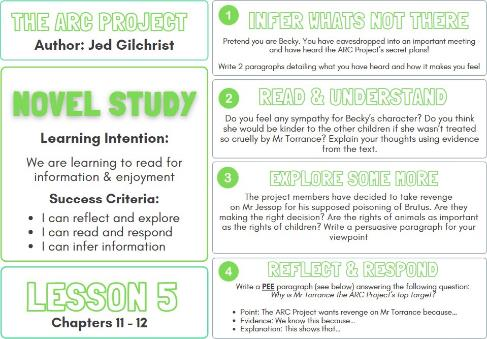 THE ARC PROJECT
Author: Jed Gilchrist
NOVEL STUDY
Learning Intention:
We are learning to read for
information & enjoyment
Success Criteria:
• I can reflect and explore
• I can read and respond
• I can infer information
LESSON 5
Chapters 11 - 12
1
INFER WHATS NOT THERE
Pretend you are Becky. You have eavesdropped into an important meeting
and have heard the ARC Project's secret plans!
Write 2 paragraphs detailing what you have heard and how it makes you feel
2
READ & UNDERSTAND
Do you feel any sympathy for Becky's character? Do you think
she would be kinder to the other children if she wasn't treated
so cruelly by Mr Torrance? Explain your thoughts using evidence
from the text.
3
EXPLORE SOME MORE
The project members have decided to take revenge
on Mr Jessop for his supposed poisoning of Brutus. Are they
making the right decision? Are the rights of animals as important
as the rights of children? Write a persuasive paragraph for your
viewpoint
4
REFLECT & RESPOND
Write a PEE paragraph (see below) answering the following question:
Why is Mr Torrance the ARC Project's top target?
• Point: The ARC Project wants revenge on Mr Torrance because...
• Evidence: We know this because...
• Explanation: This shows that...